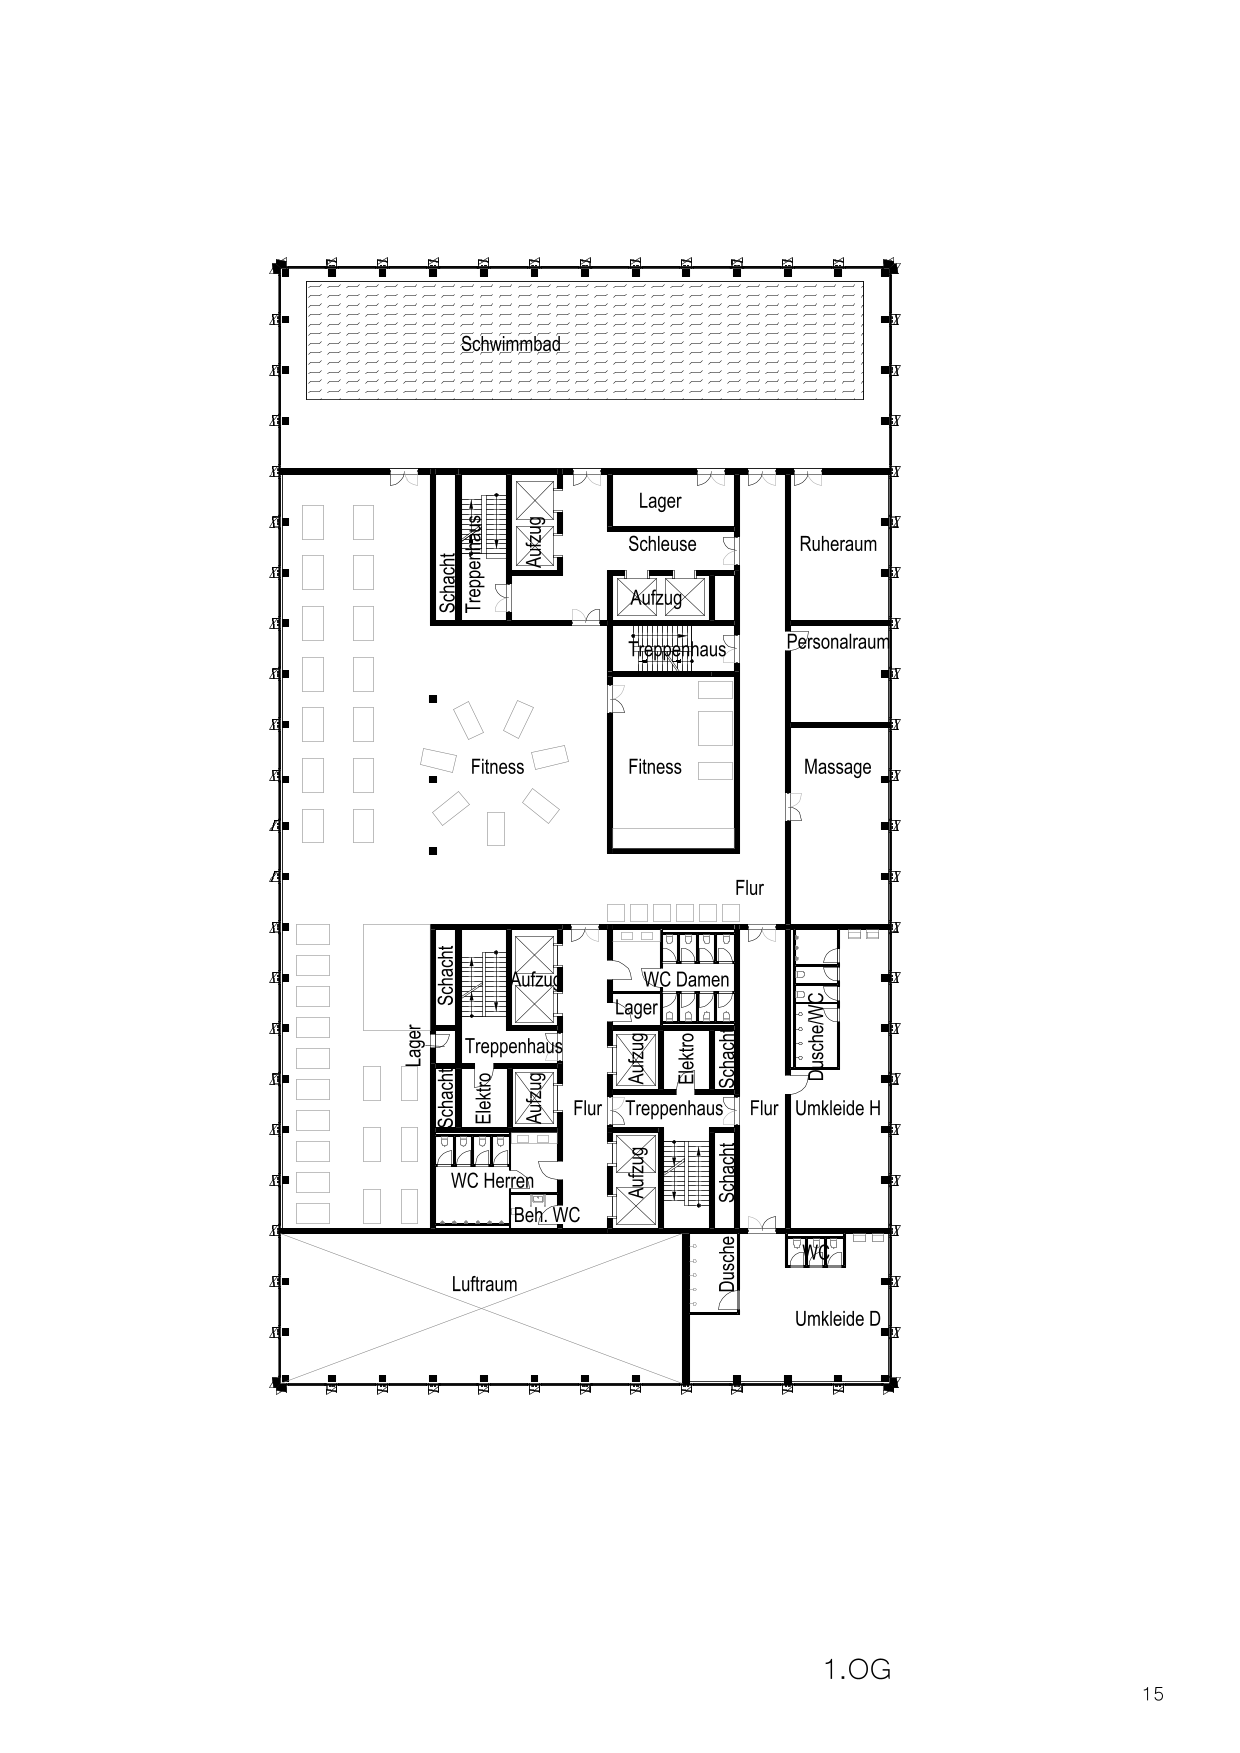 Schwimmbad
Lager
Schleuse
Ruheraum
Aufzug
Schacht
Treppenhaus
Aufzug
Treppenhaus
Personalraum
Fitness
Fitness
Massage
Flur
Schacht
Aufzug
WC Damen
Lager
Lager
Treppenhaus
Aufzug
Elektro
Schacht
Dusche/WC
Schacht
Elektro
Aufzug
Flur
Treppenhaus
Flur
Umkleide H
WC Herren
Aufzug
Schacht
Beh. WC
Dusche
WC
Luftraum
Umkleide D
1.OG
15